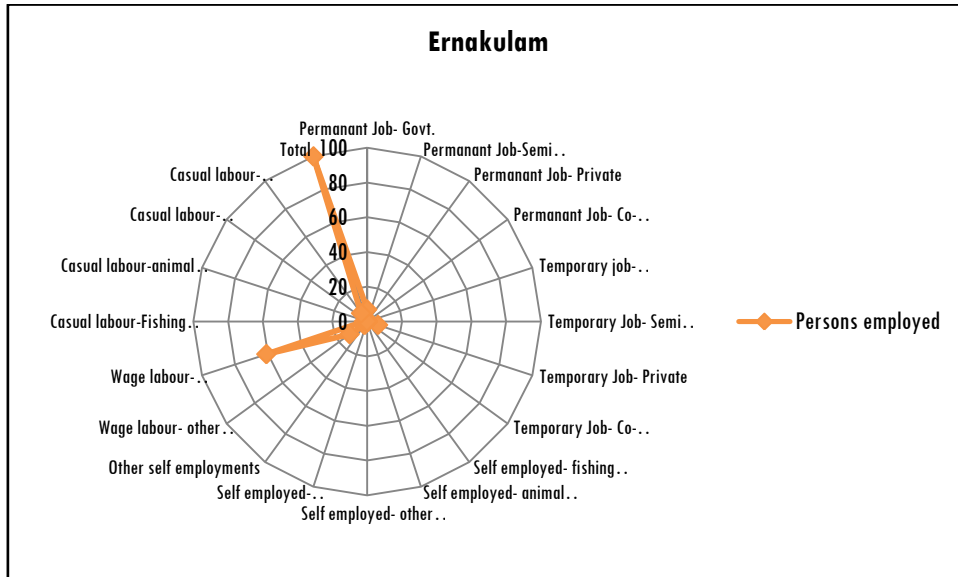 Ernakulam
Permanant Job- Govt.
Permanant Job-Semi..
Permanant Job- Private
Permanant Job- Co-..
Temporary job-..
Temporary Job- Semi..
Temporary Job- Private
Temporary Job- Co-..
Self employed- fishing..
Self employed- animal..
Self employed- other..
Self employed-..
Other self employments
Wage labour- other..
Wage labour-..
Casual labour-Fishing..
Casual labour-animal..
Casual labour-..
Casual labour-..
Total
100
80
60
40
20
0
Persons employed